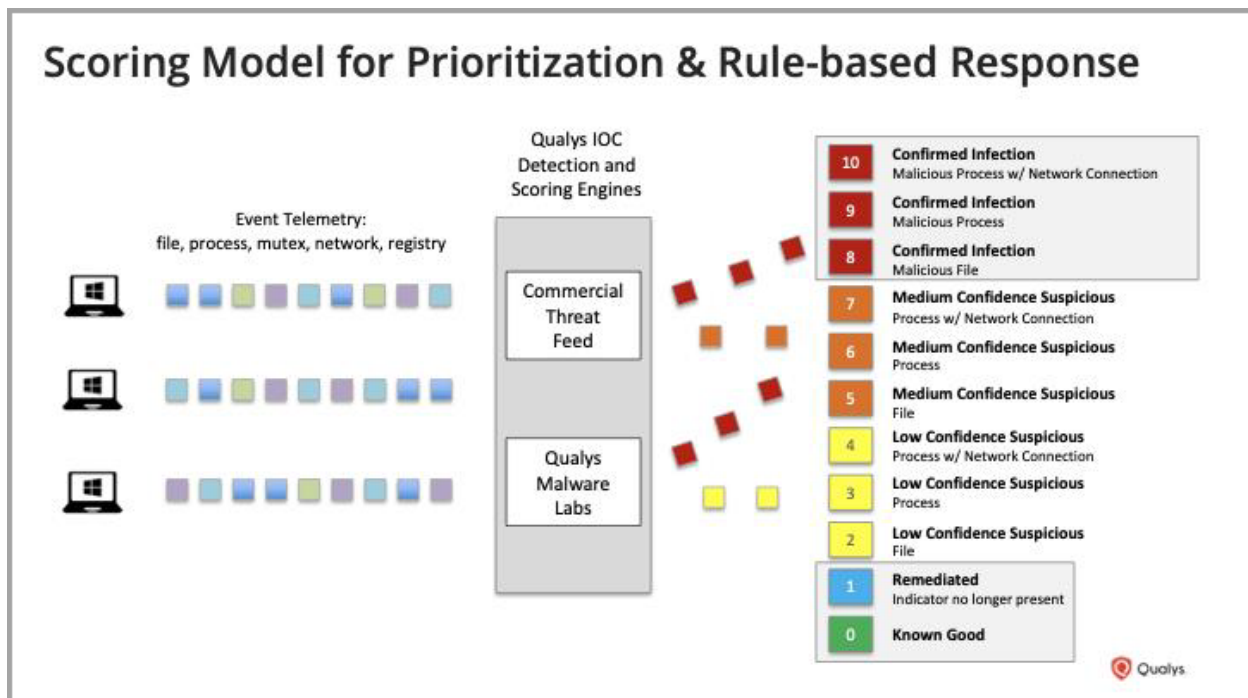 Scoring Model for Prioritization & Rule-based Response
Qualys IOC
Detection and
Scoring Engines
Event Telemetry:
file, process, mutex, network, registry
Commercial
Threat
Feed
Qualys
Malware
Labs
10
Confirmed Infection
Malicious Process w/ Network Connection
9
Confirmed Infection
Malicious Process
8
Confirmed Infection
Malicious File
7
Medium Confidence Suspicious
Process w/ Network Connection
6
Medium Confidence Suspicious
Process
5
Medium Confidence Suspicious
File
4
Low Confidence Suspicious
Process w/ Network Connection
3
Low Confidence Suspicious
Process
2
Low Confidence Suspicious
File
1
Remediated
Indicator no longer present
0
Known Good
Qualys